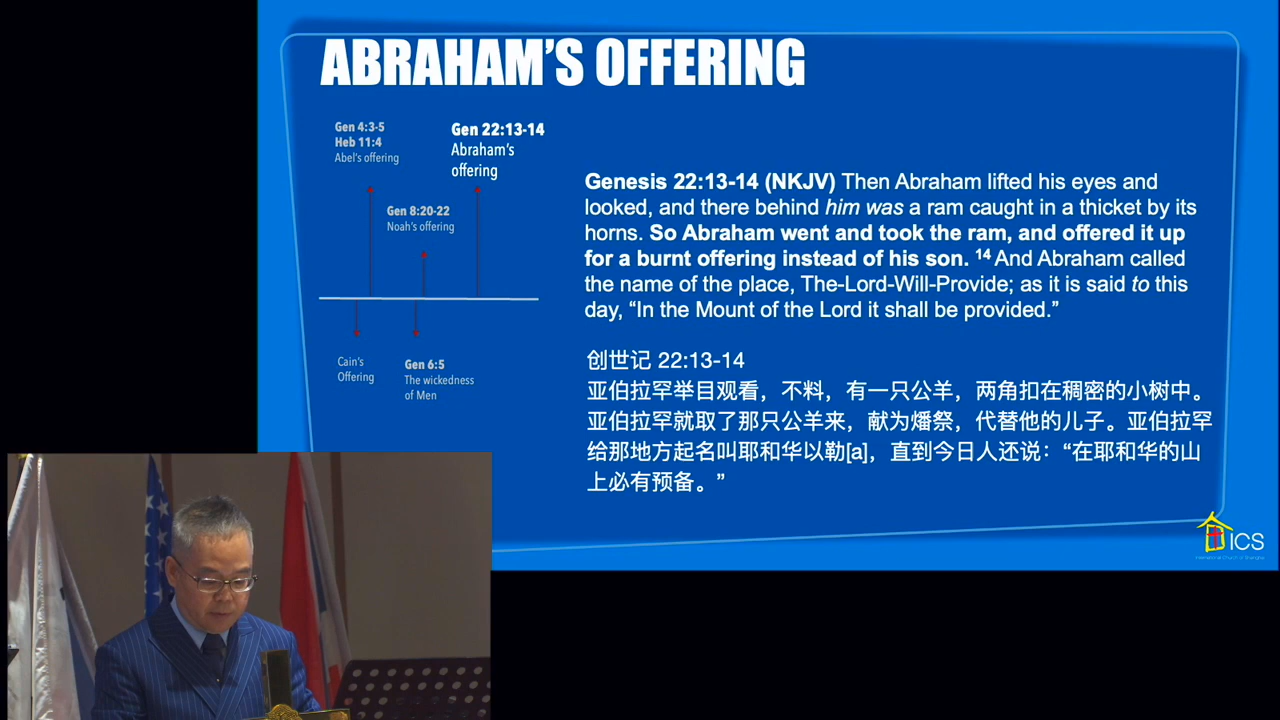 ABRAHAM'S OFFERING
Gen 4:3-5
Heb 11:4
Abel's offering
Gen 22:13-14
Abraham's
offering
Gen 8:20-22
Noah's offering
Cain's
Offering
Gen 6:5
The wickedness
of Men
Genesis 22:13-14 (NKJV) Then Abraham lifted his eyes and
looked, and there behind him was a ram caught in a thicket by its
horns. So Abraham went and took the ram, and offered it up
for a burnt offering instead of his son. 14 And Abraham called
the name of the place, The-Lord-Will-Provide; as it is said to this
day, “In the Mount of the Lord it shall be provided.”
创世记 22:13-14
亚伯拉罕举目观看，不料，有一只公羊，两角扣在稠密的小树中。
亚伯拉罕就取了那只公羊来，献为燔祭，代替他的儿子。亚伯拉罕
给那地方起名叫耶和华以勒[a]，直到今日人还说：“在耶和华的山
上必有预备。”
ICS